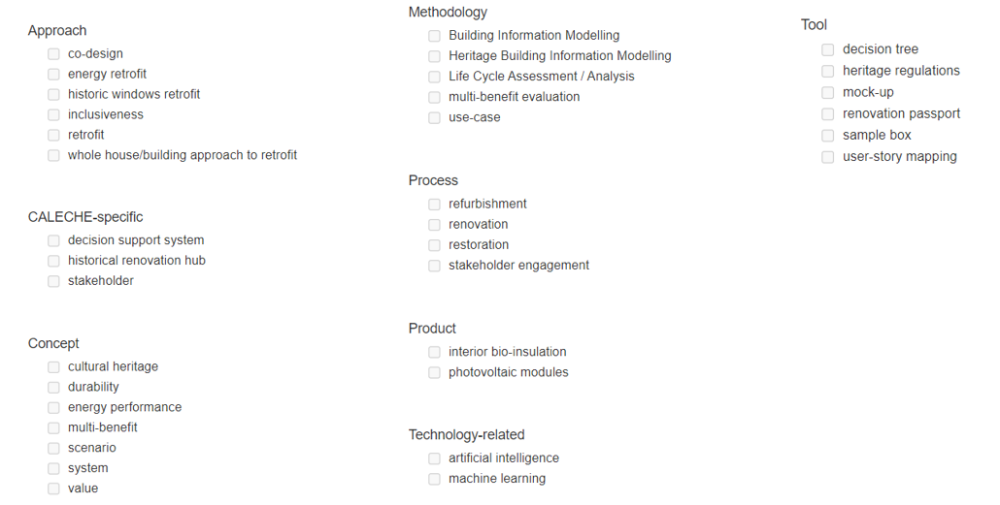 Approach
co-design
energy retrofit
historic windows retrofit
inclusiveness
retrofit
whole house/building approach to retrofit
CALECHE-specific
decision support system
historical renovation hub
stakeholder
Concept
cultural heritage
durability
energy performance
multi-benefit
scenario
system
value
Methodology
Building Information Modelling
Heritage Building Information Modelling
Life Cycle Assessment / Analysis
multi-benefit evaluation
use-case
Process
refurbishment
renovation
restoration
stakeholder engagement
Product
interior bio-insulation
photovoltaic modules
Technology-related
artificial intelligence
machine learning
Tool
decision tree
heritage regulations
mock-up
renovation passport
sample box
user-story mapping